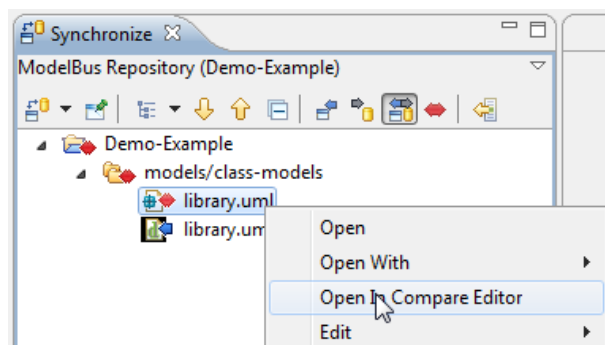 Synchronize
ModelBus Repository (Demo-Example)
Demo-Example
models/class-models
library.uml
library.um
Open
Open With
Open In Compare Editor
Edit